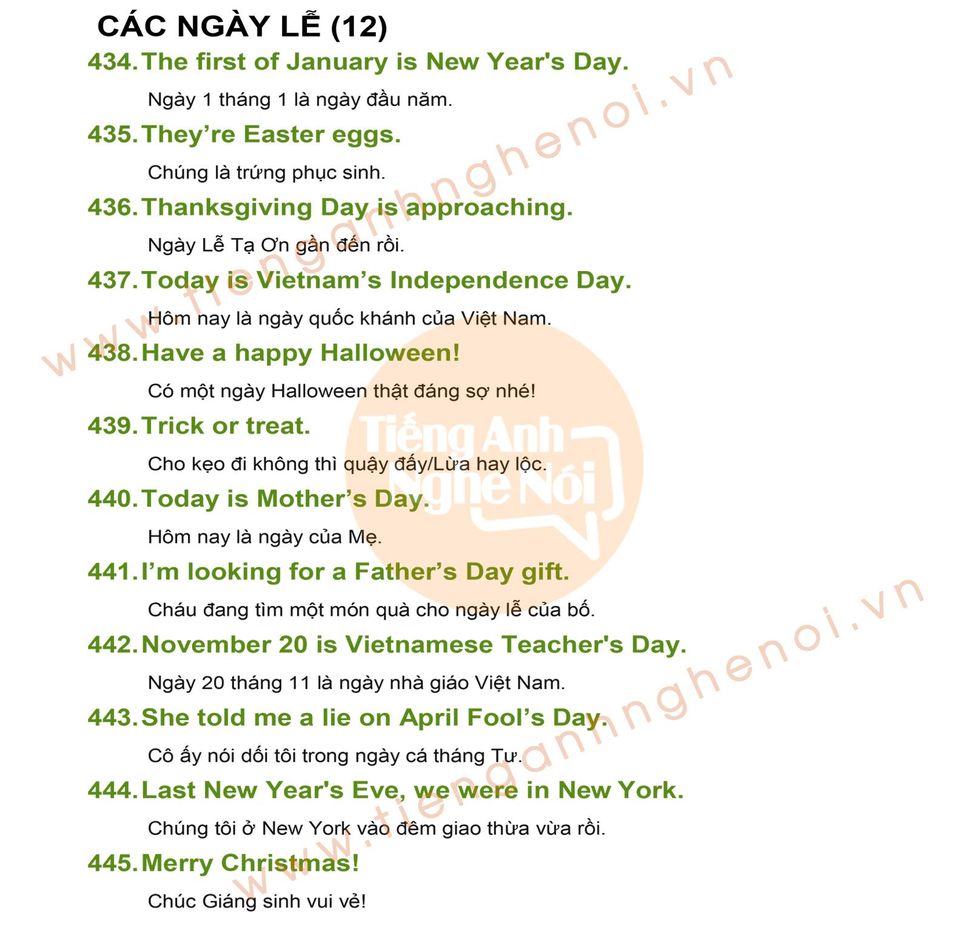 CÁC NGÀY LỄ (12)
434. The first of January is New Year's Day.
Ngày 1 tháng 1 là ngày đầu năm.
435. They’re Easter eggs.
Chúng là trứng phục sinh.
436. Thanksgiving Day is approaching.
Ngày Lễ Tạ Ơn gần đến rồi.
437. Today is Vietnam’s Independence Day.
Hôm nay là ngày quốc khánh của Việt Nam.
438. Have a happy Halloween!
Có một ngày Halloween thật đáng sợ nhé!
439. Trick or treat.
Cho kẹo đi không thì quậy đấy/Lừa hay lộc.
440. Today is Mother’s Day.
Hôm nay là ngày của Mẹ.
441. I’m looking for a Father’s Day gift.
Cháu đang tìm một món quà cho ngày lễ của bố.
442. November 20 is Vietnamese Teacher's Day.
Ngày 20 tháng 11 là ngày nhà giáo Việt Nam.
443. She told me a lie on April Fool’s Day.
Cô ấy nói dối tôi trong ngày cá tháng Tư.
444. Last New Year's Eve, we were in New York.
Chúng tôi ở New York vào đêm giao thừa vừa rồi.
445. Merry Christmas!
Chúc Giáng sinh vui vẻ!
www.tienganhnghenoi.vn
Tiếng Anh
Nghe Nói
www.tienganhnghenoi.vn